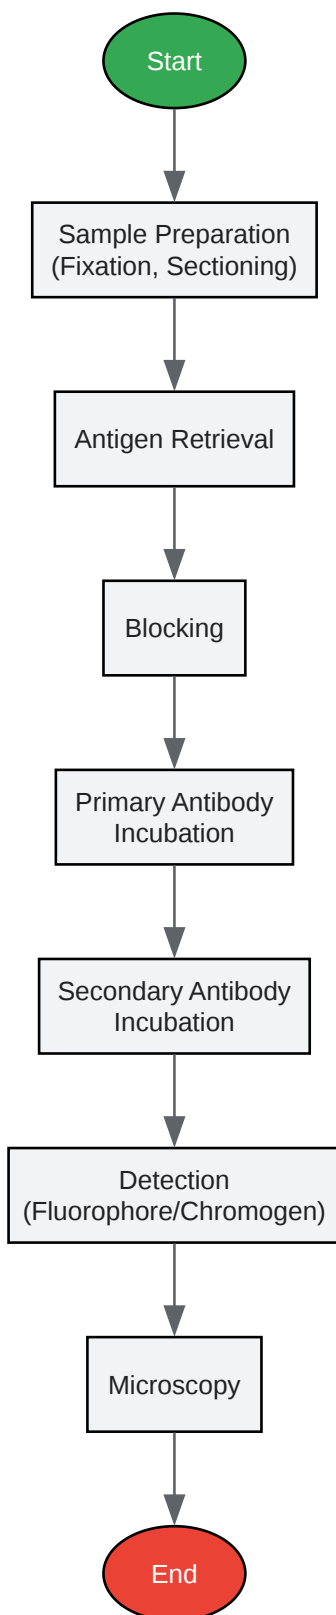 Start
Sample Preparation
(Fixation, Sectioning)
Antigen Retrieval
Blocking
Primary Antibody
Incubation
Secondary Antibody
Incubation
Detection
(Fluorophore/Chromogen)
Microscopy
End